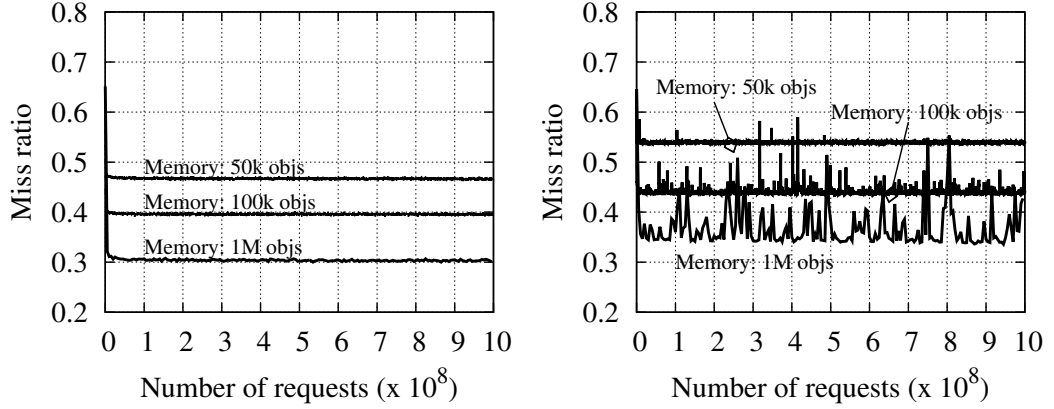 0.8
0.7
0.6
0.5
0.4
0.3
0.2
Miss ratio
Memory: 50k objs
Memory: 100k objs
Memory: 1M objs
0 1 2 3 4 5 6 7 8 9 10
Number of requests (x 10^8)
0.8
0.7
0.6
0.5
0.4
0.3
0.2
Miss ratio
Memory: 50k objs
Memory: 100k objs
Memory: 1M objs
0 1 2 3 4 5 6 7 8 9 10
Number of requests (x 10^8)